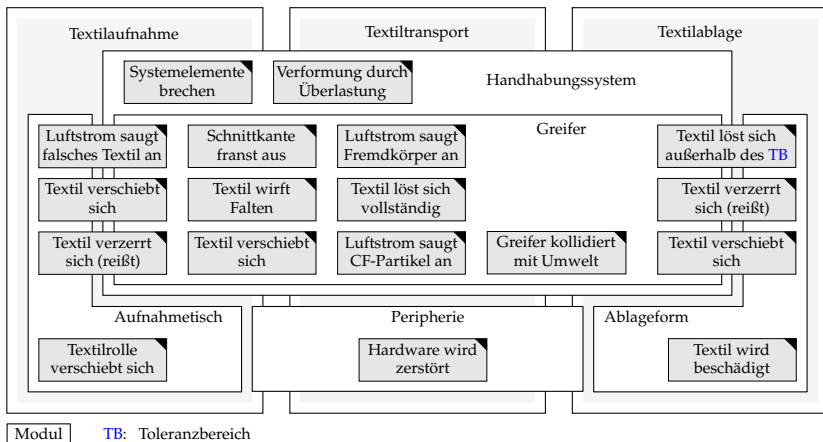 Textilaufnahme
Textiltransport
Textilablage
Systemelemente
brechen
Verformung durch
Überlastung
Handhabungssystem
Greifer
Luftstrom saugt
falsches Textil an
Schnittkante
franst aus
Luftstrom saugt
Fremdkörper an
Textil löst sich
außerhalb des TB
Textil verschiebt
sich
Textil wirft
Falten
Textil löst sich
vollständig
Textil verzerrt
sich (reißt)
Textil verzerrt
sich (reißt)
Textil verschiebt
sich
Luftstrom saugt
CF-Partikel an
Greifer kollidiert
mit Umwelt
Textil verschiebt
sich
Aufnahmetisch
Peripherie
Ablageform
Textilrolle
verschiebt sich
Hardware wird
zerstört
Textil wird
beschädigt
Modul
TB: Toleranzbereich